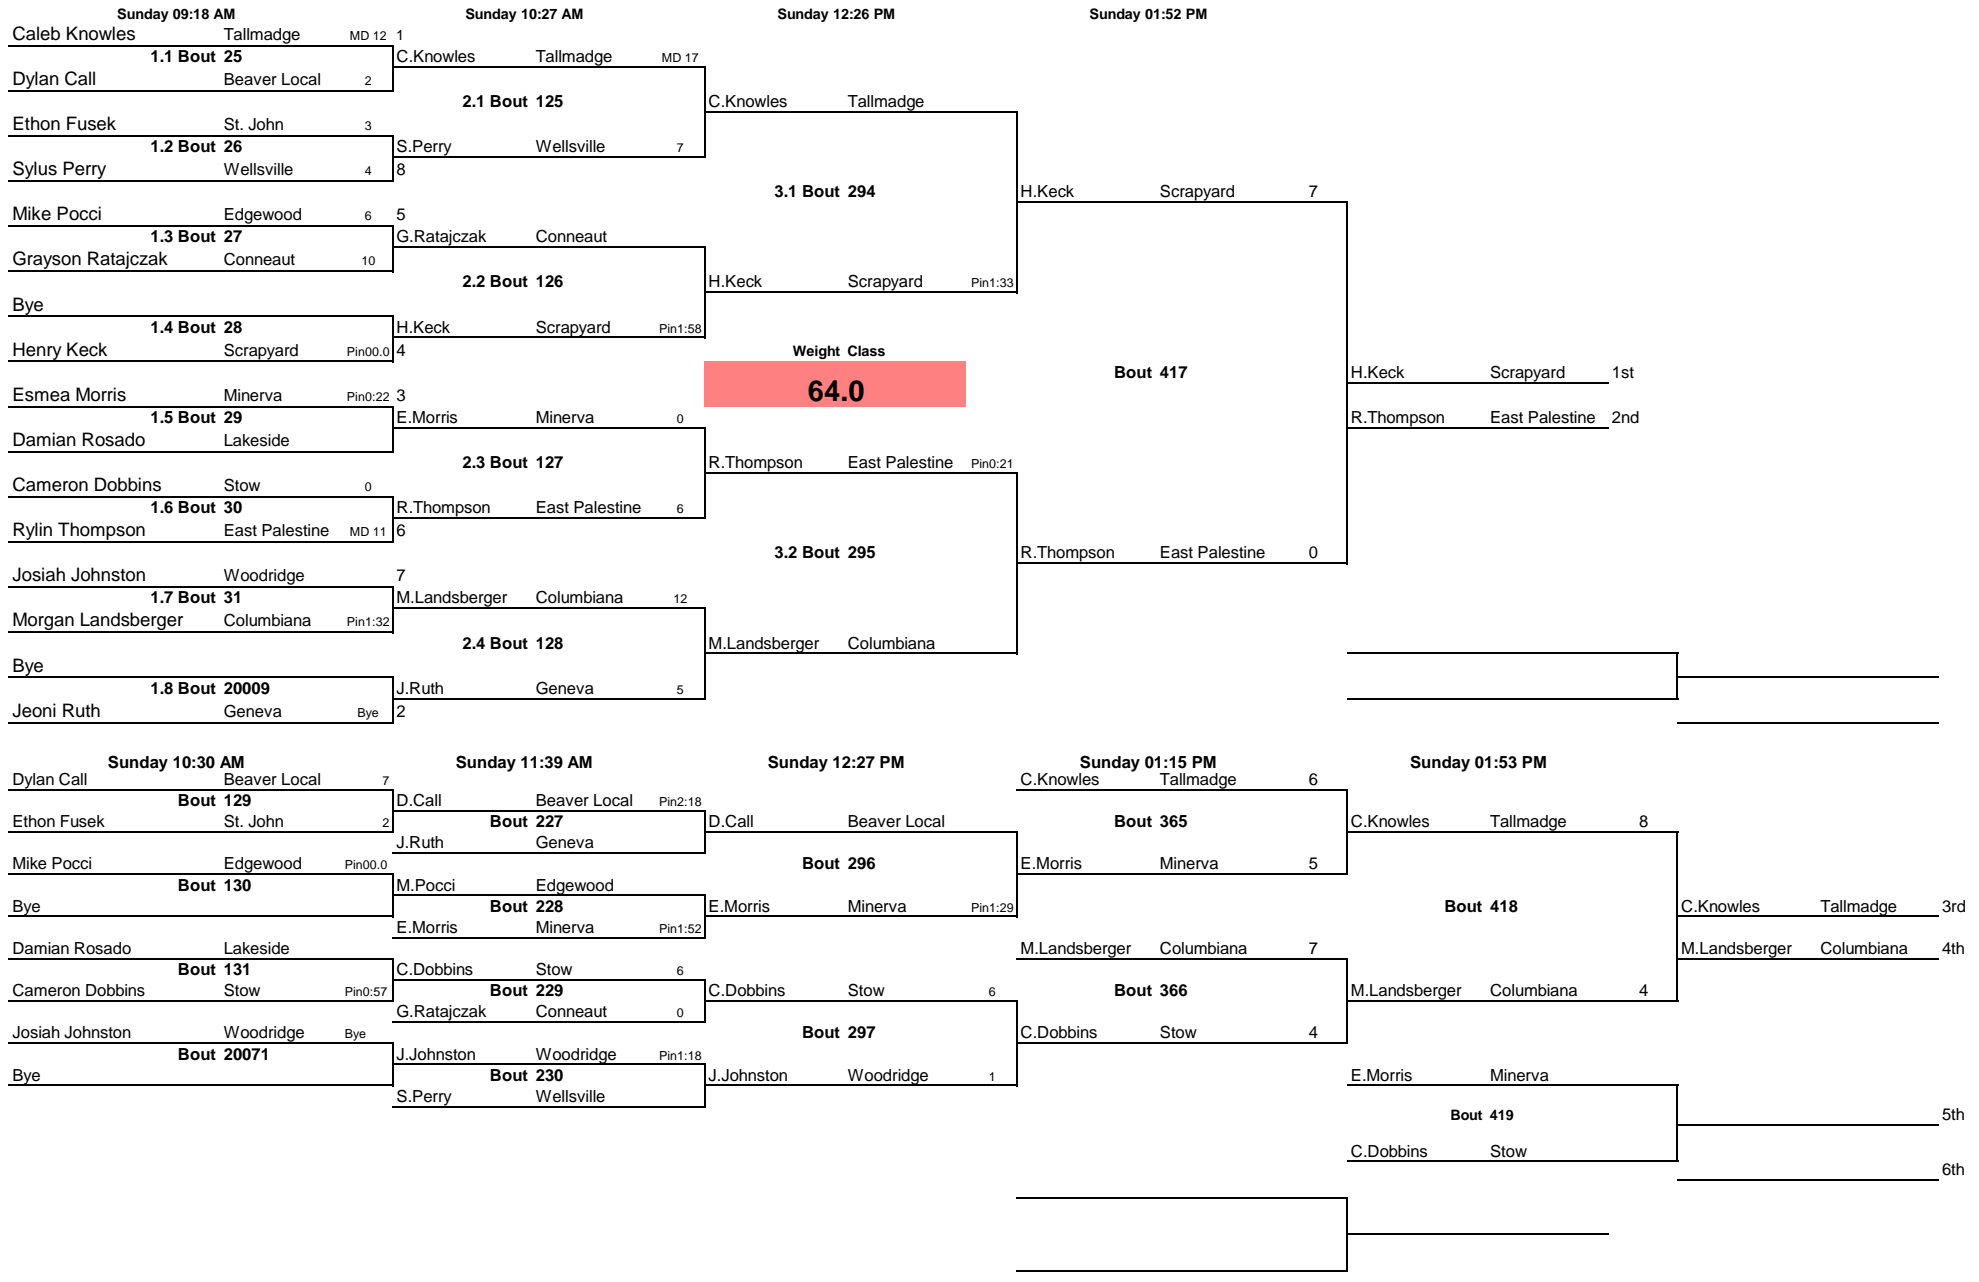 Sunday 09:18 AM Sunday 10:27 AM Sunday 12:26 PM Sunday 01:52 PM
Caleb Knowles Tallmadge MD 12 1
1.1 Bout 25 C.Knowles Tallmadge MD 17
Dylan Call Beaver Local 2
2.1 Bout 125 C.Knowles Tallmadge
Ethon Fusek St. John 3
1.2 Bout 26 S.Perry Wellsville 7
Sylus Perry Wellsville 4 8
3.1 Bout 294 H.Keck Scrapyard 7
Mike Pocci Edgewood 6 5
1.3 Bout 27 G.Ratajczak Conneaut
Grayson Ratajczak Conneaut 10
2.2 Bout 126 H.Keck Scrapyard Pin1:33
Bye
1.4 Bout 28 H.Keck Scrapyard Pin1:58
Henry Keck Scrapyard Pin00.0 4 Weight Class
Bout 417 H.Keck Scrapyard 1st
Esmea Morris Minerva Pin0:22 3 64.0
1.5 Bout 29 E.Morris Minerva 0 R.Thompson East Palestine 2nd
Damian Rosado Lakeside
2.3 Bout 127 R.Thompson East Palestine Pin0:21
Cameron Dobbins Stow 0
1.6 Bout 30 R.Thompson East Palestine 6
Rylin Thompson East Palestine MD 11 6
3.2 Bout 295 R.Thompson East Palestine 0
Josiah Johnston Woodridge 7
1.7 Bout 31 M.Landsberger Columbiana 12
Morgan Landsberger Columbiana Pin1:32
2.4 Bout 128 M.Landsberger Columbiana
Bye
1.8 Bout 20009 J.Ruth Geneva 5
Jeoni Ruth Geneva Bye 2
Sunday 10:30 AM Sunday 11:39 AM Sunday 12:27 PM Sunday 01:15 PM Sunday 01:53 PM
Dylan Call Beaver Local 7 C.Knowles Tallmadge 6
Bout 129 D.Call Beaver Local Pin2:18
Ethon Fusek St. John 2 Bout 227 D.Call Beaver Local Bout 365 C.Knowles Tallmadge 8
J.Ruth Geneva
Mike Pocci Edgewood Pin00.0 Bout 296 E.Morris Minerva 5
Bout 130 M.Pocci Edgewood
Bye Bout 228 E.Morris Minerva Pin1:29 Bout 418 C.Knowles Tallmadge 3rd
E.Morris Minerva Pin1:52
Damian Rosado Lakeside M.Landsberger Columbiana 7 M.Landsberger Columbiana 4th
Bout 131 C.Dobbins Stow 6
Cameron Dobbins Stow Pin0:57 Bout 229 C.Dobbins Stow 6 Bout 366 M.Landsberger Columbiana 4
G.Ratajczak Conneaut 0
Josiah Johnston Woodridge Bye Bout 297 C.Dobbins Stow 4
Bout 20071 J.Johnston Woodridge Pin1:18
Bye Bout 230 J.Johnston Woodridge 1 E.Morris Minerva
S.Perry Wellsville
Bout 419 5th
C.Dobbins Stow
6th